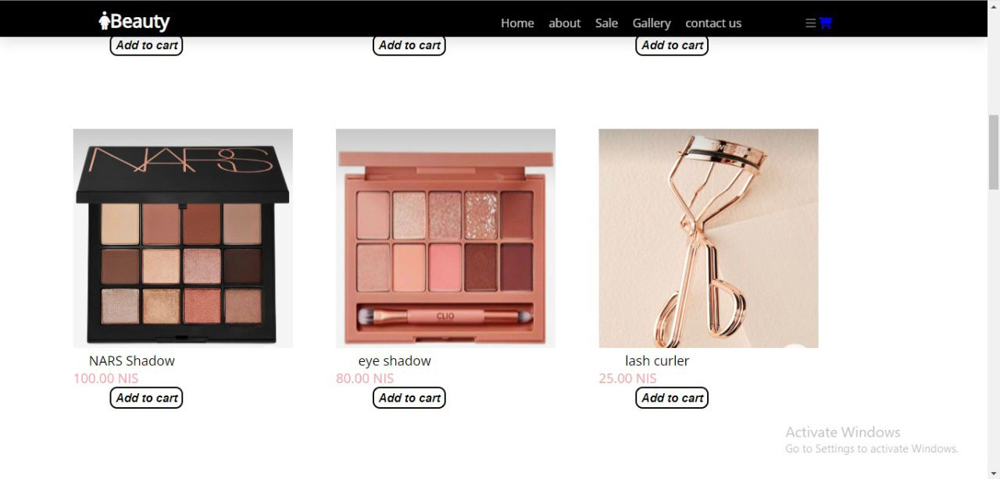 Beauty
Home about Sale Gallery contact us
Add to cart Add to cart Add to cart
NARS
CLIO
NARS Shadow eye shadow lash curler
100.00 NIS 80.00 NIS 25.00 NIS
Add to cart Add to cart Add to cart
Activate Windows
Go to Settings to activate Windows.